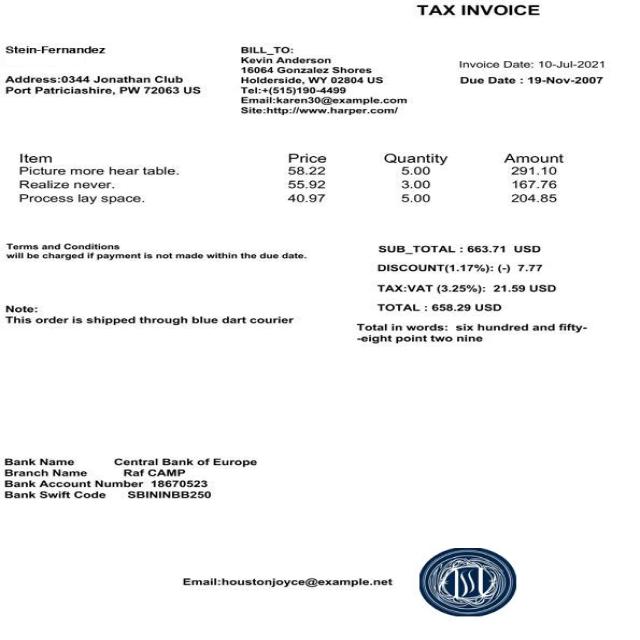 TAX INVOICE
Stein-Fernandez
Address:0344 Jonathan Club
Port Patriciashire, PW 72063 US
BILL_TO:
Kevin Anderson
16064 Gonzalez Shores
Holderside, WY 02804 US
Tel:+(515)190-4499
Email:karen30@example.com
Site:http://www.harper.com/
Invoice Date: 10-Jul-2021
Due Date : 19-Nov-2007
Item Price Quantity Amount
Picture more hear table. 58.22 5.00 291.10
Realize never. 55.92 3.00 167.76
Process lay space. 40.97 5.00 204.85
Terms and Conditions
will be charged if payment is not made within the due date.
Note:
This order is shipped through blue dart courier
SUB_TOTAL : 663.71 USD
DISCOUNT(1.17%): (-) 7.77
TAX:VAT (3.25%): 21.59 USD
TOTAL : 658.29 USD
Total in words: six hundred and fifty-
-eight point two nine
Bank Name Central Bank of Europe
Branch Name Raf CAMP
Bank Account Number 18670523
Bank Swift Code SBININBB250
Email:houstonjoyce@example.net